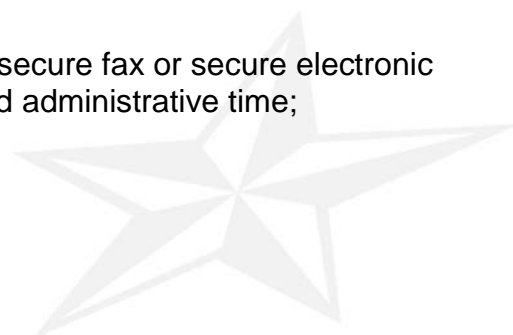 secure fax or secure electronic
d administrative time;